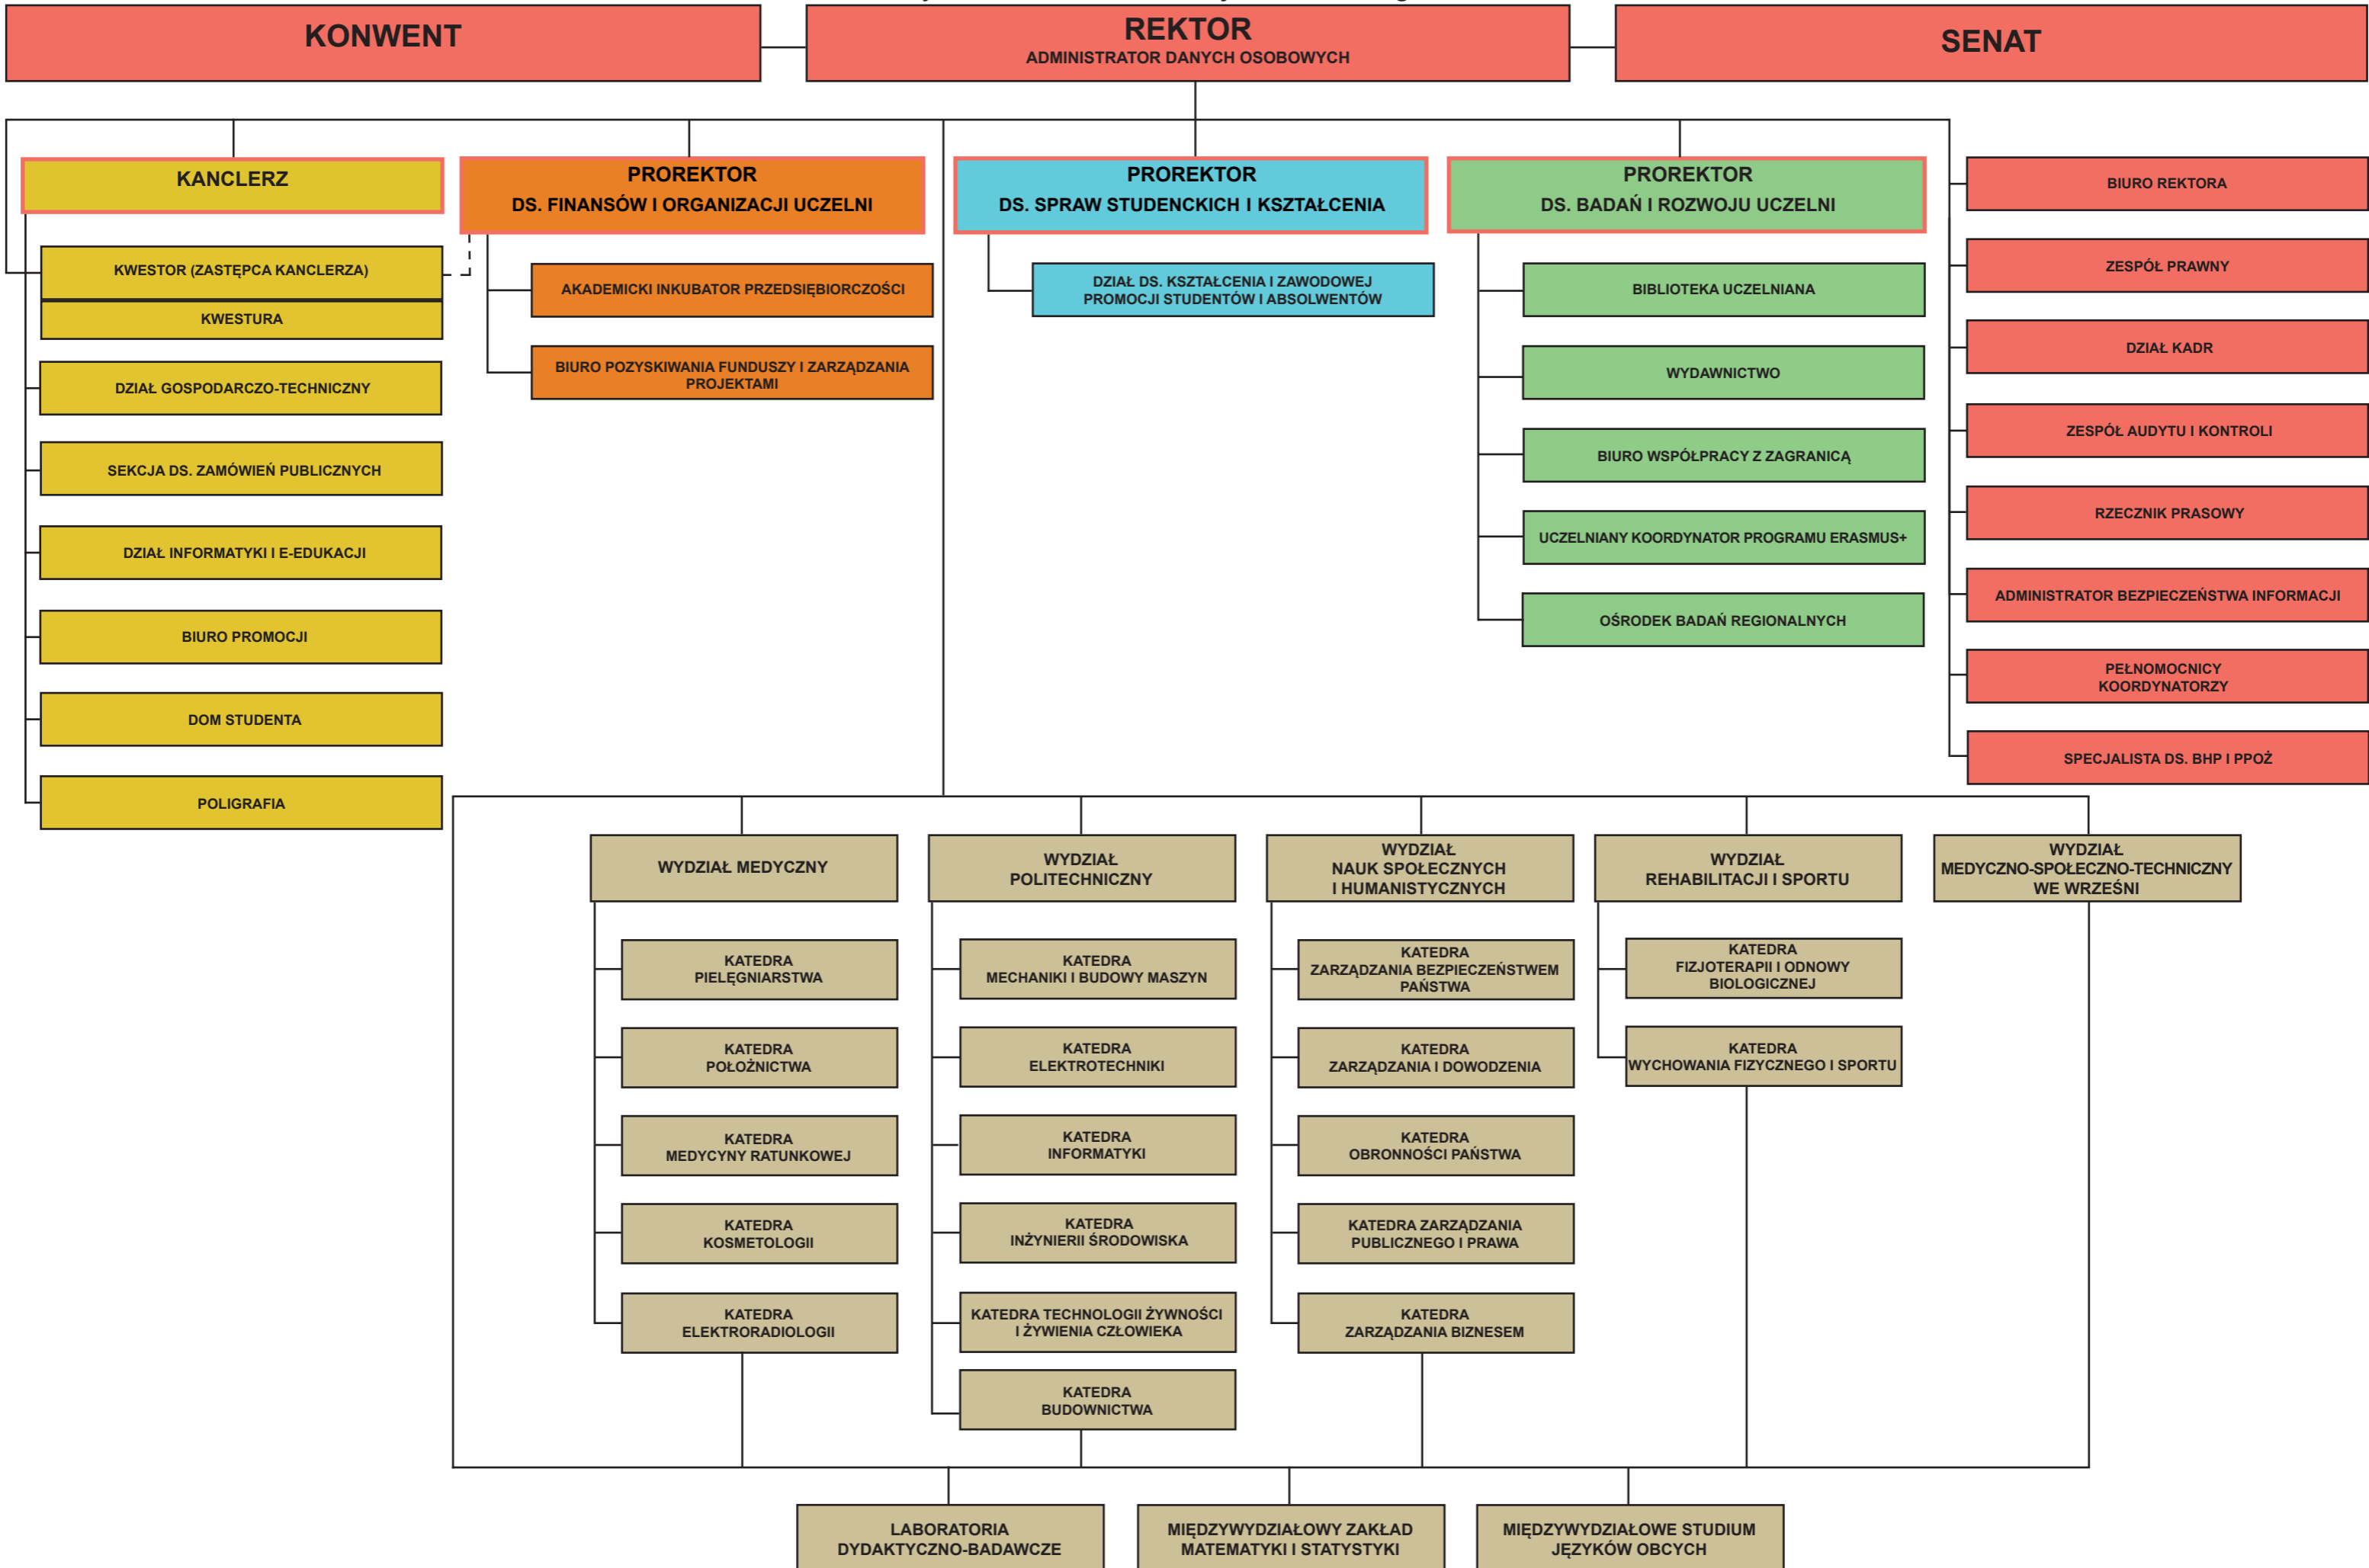 KONWENT
REKTOR
ADMINISTRATOR DANYCH OSOBOWYCH
SENAT
KANCLERZ
KWESTOR (ZASTĘPCA KANCLERZA)
KWESTURA
DZIAŁ GOSPODARCZO-TECHNICZNY
SEKCJA DS. ZAMÓWIEŃ PUBLICZNYCH
DZIAŁ INFORMATYKI I E-EDUKACJI
BIURO PROMOCJI
DOM STUDENTA
POLIGRAFIA
PROREKTOR
DS. FINANSÓW I ORGANIZACJI UCZELNI
AKADEMICKI INKUBATOR PRZEDSIĘBIORCZOŚCI
BIURO POZYSKIWANIA FUNDUSZY I ZARZĄDZANIA
PROJEKTAMI
PROREKTOR
DS. SPRAW STUDENCKICH I KSZTAŁCENIA
DZIAŁ DS. KSZTAŁCENIA I ZAWODOWEJ
PROMOCJI STUDENTÓW I ABSOLWENTÓW
PROREKTOR
DS. BADAŃ I ROZWOJU UCZELNI
BIBLIOTEKA UCZELNIANA
WYDAWNICTWO
BIURO WSPÓŁPRACY Z ZAGRANICĄ
UCZELNIANY KOORDYNATOR PROGRAMU ERASMUS+
OŚRODEK BADAŃ REGIONALNYCH
BIURO REKTORA
ZESPÓŁ PRAWNY
DZIAŁ KADR
ZESPÓŁ AUDYTU I KONTROLI
RZECZNIK PRASOWY
ADMINISTRATOR BEZPIECZEŃSTWA INFORMACJI
PEŁNOMOCNICY
KOORDYNATORZY
SPECJALISTA DS. BHP I PPOŻ
WYDZIAŁ MEDYCZNY
KATEDRA
PIELĘGNIARSTWA
KATEDRA
POŁOŻNICTWA
KATEDRA
MEDYCYNY RATUNKOWEJ
KATEDRA
KOSMETOLOGII
KATEDRA
ELEKTRORADIOLOGII
WYDZIAŁ
POLITECHNICZNY
KATEDRA
MECHANIKI I BUDOWY MASZYN
KATEDRA
ELEKTROTECHNIKI
KATEDRA
INFORMATYKI
KATEDRA
INŻYNIERII ŚRODOWISKA
KATEDRA TECHNOLOGII ŻYWNOŚCI
I ŻYWIENIA CZŁOWIEKA
KATEDRA
BUDOWNICTWA
WYDZIAŁ
NAUK SPOŁECZNYCH
I HUMANISTYCZNYCH
KATEDRA
ZARZĄDZANIA BEZPIECZEŃSTWEM
PAŃSTWA
KATEDRA
ZARZĄDZANIA I DOWODZENIA
KATEDRA
OBRONNOŚCI PAŃSTWA
KATEDRA ZARZĄDZANIA
PUBLICZNEGO I PRAWA
KATEDRA
ZARZĄDZANIA BIZNESEM
WYDZIAŁ
REHABILITACJI I SPORTU
KATEDRA
FIZJOTERAPII I ODNOWY
BIOLOGICZNEJ
KATEDRA
WYCHOWANIA FIZYCZNEGO I SPORTU
WYDZIAŁ
MEDYCZNO-SPOŁECZNO-TECHNICZNY
WE WRZEŚNI
LABORATORIA
DYDAKTYCZNO-BADAWCZE
MIĘDZYWYDZIAŁOWY ZAKŁAD
MATEMATYKI I STATYSTYKI
MIĘDZYWYDZIAŁOWE STUDIUM
JĘZYKÓW OBCYCH